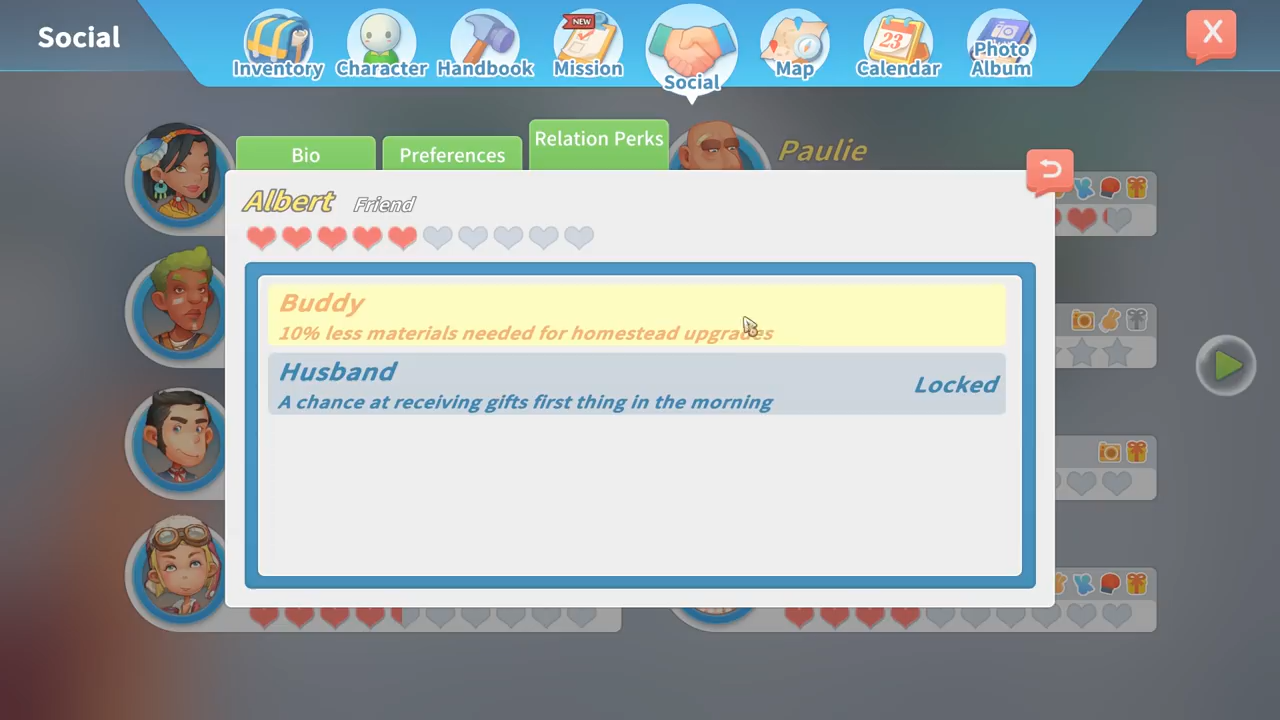 Social
Inventory
Character
Handbook
NEW
Mission
Social
Map
23
Calendar
Photo
Album
X
Bio
Preferences
Relation Perks
Paulie
Albert Friend
Buddy
10% less materials needed for homestead upgrades
Husband
Locked
A chance at receiving gifts first thing in the morning